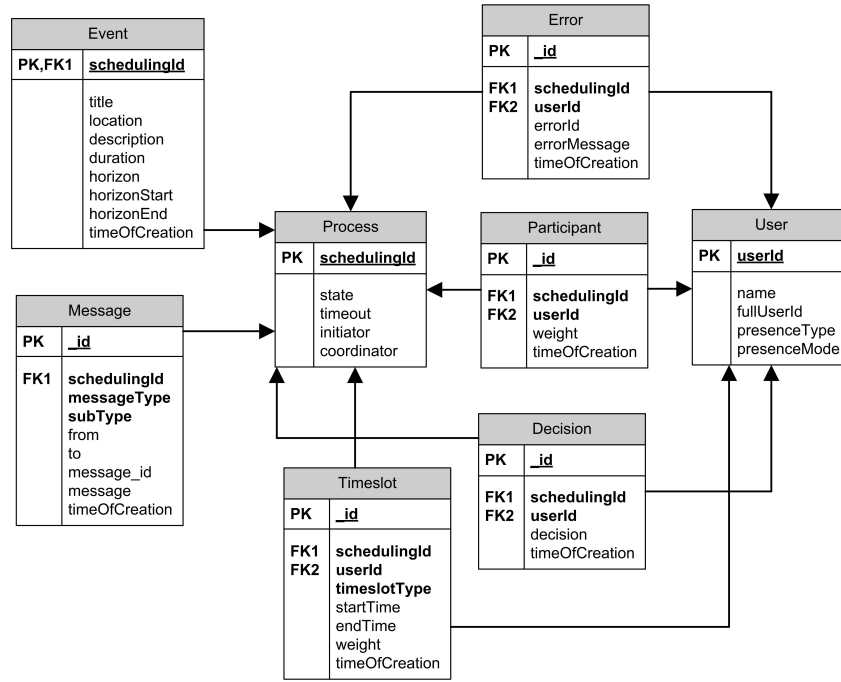 Event
PK,FK1 schedulingId
title
location
description
duration
horizon
horizonStart
horizonEnd
timeOfCreation
Error
PK _id
FK1 schedulingId
FK2 userId
errorId
errorMessage
timeOfCreation
Process
PK schedulingId
state
timeout
initiator
coordinator
Participant
PK _id
FK1 schedulingId
FK2 userId
weight
timeOfCreation
User
PK userId
name
fullUserId
presenceType
presenceMode
Message
PK _id
FK1 schedulingId
messageType
subType
from
to
message_id
message
timeOfCreation
Decision
PK _id
FK1 schedulingId
FK2 userId
decision
timeOfCreation
Timeslot
PK _id
FK1 schedulingId
FK2 userId
timeslotType
startTime
endTime
weight
timeOfCreation